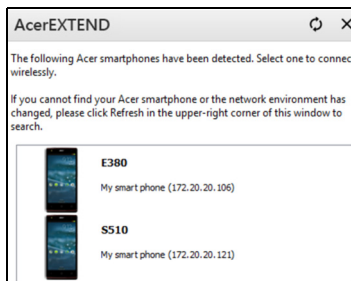 AcerEXTEND
The following Acer smartphones have been detected. Select one to connec
wirelessly.
If you cannot find your Acer smartphone or the network environment has
changed, please click Refresh in the upper-right corner of this window to
search.
E380
My smart phone (172.20.20.106)
S510
My smart phone (172.20.20.121)